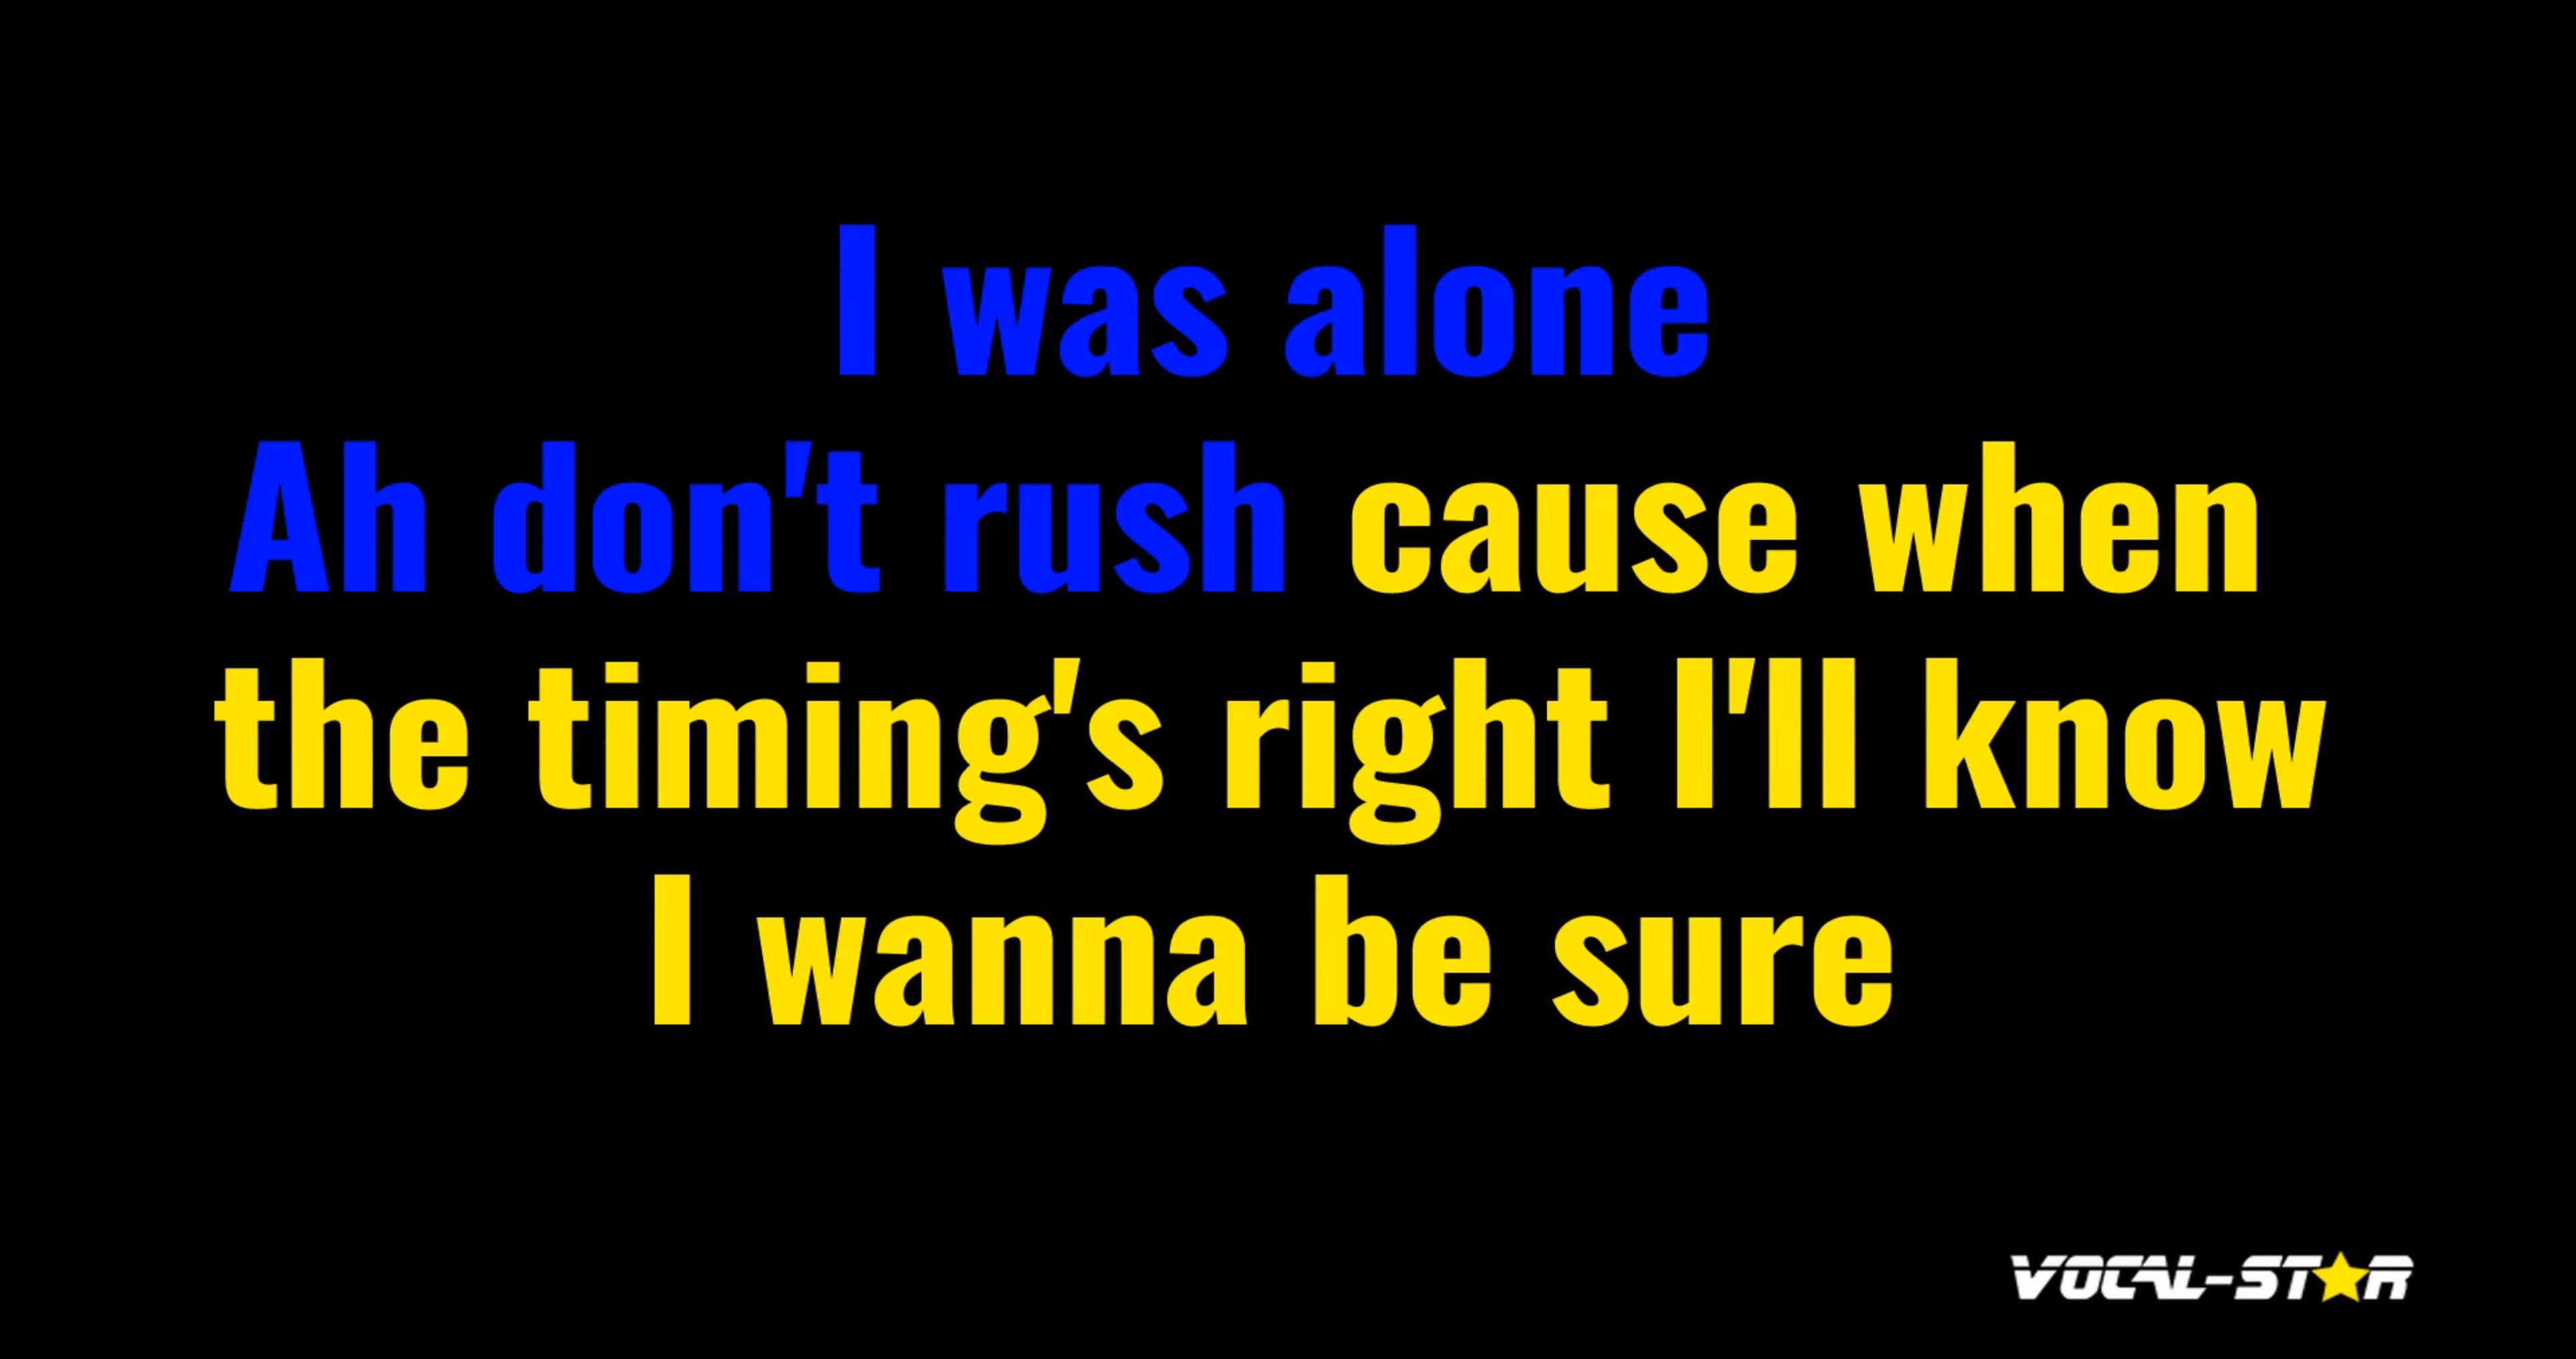 I was alone
Ah don't rush cause when
the timing's right I'll know
I wanna be sure
VOCAL-STAR